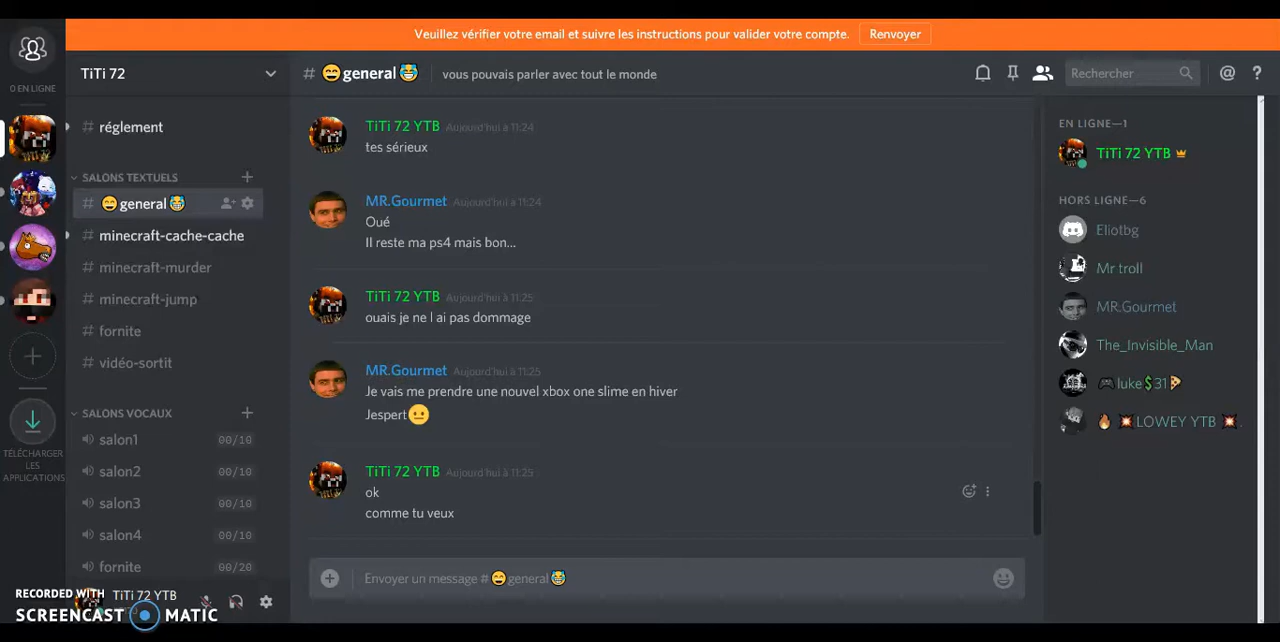 Veuillez vérifier votre email et suivre les instructions pour valider votre compte. Renvoyer
0 EN LIGNE
TiTi 72
# 😄general😂
vous pouvais parler avec tout le monde
Rechercher
@ ?
# réglement
SALONS TEXTUELS +
# 😄general😂
# minecraft-cache-cache
# minecraft-murder
# minecraft-jump
# fornite
# vidéo-sortit
SALONS VOCAUX +
salon1 00/10
salon2 00/10
salon3 00/10
salon4 00/10
fornite 00/20
TÉLÉCHARGER
LES
APPLICATIONS
TiTi 72 YTB
RECORDED WITH
SCREENCAST MATIC
TiTi 72 YTB Aujourd'hui à 11:24
tes sérieux
MR.Gourmet Aujourd'hui à 11:24
Oué
Il reste ma ps4 mais bon...
TiTi 72 YTB Aujourd'hui à 11:25
ouais je ne l ai pas dommage
MR.Gourmet Aujourd'hui à 11:25
Je vais me prendre une nouvel xbox one slime en hiver
Jespert😐
TiTi 72 YTB Aujourd'hui à 11:25
ok
comme tu veux
Envoyer un message #😄general😂
EN LIGNE—1
TiTi 72 YTB
HORS LIGNE—6
Eliotbg
Mr troll
MR.Gourmet
The_Invisible_Man
🎮luke💲31🍕
🔥 💥LOWEY YTB 💥